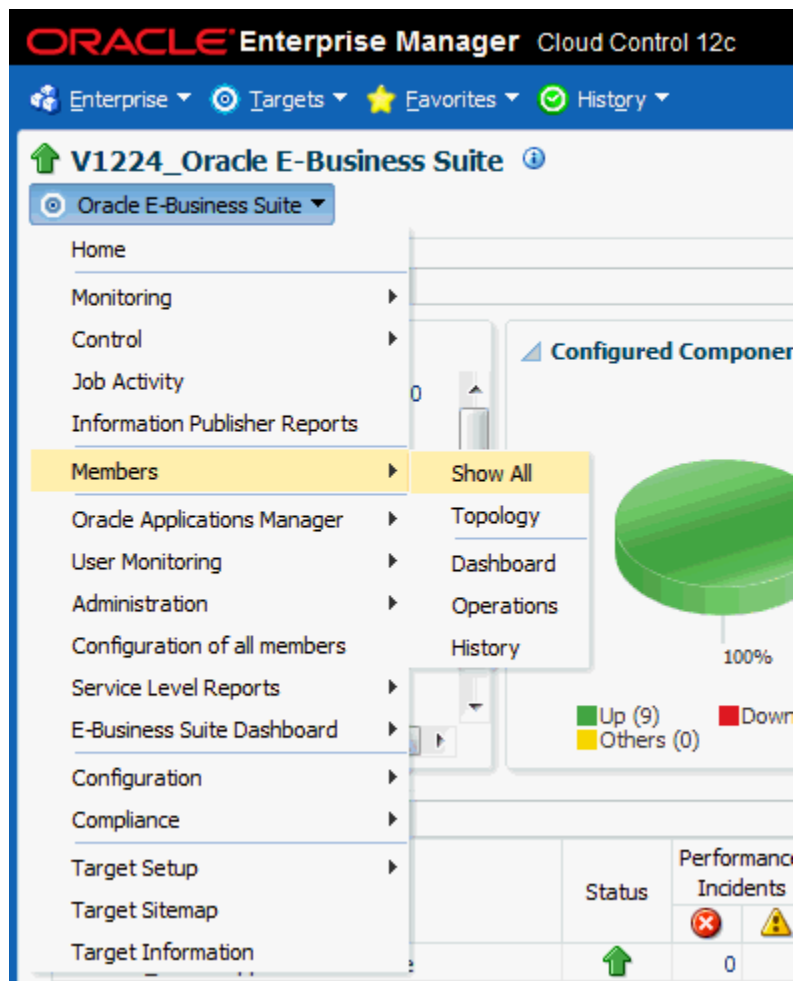 ORACLE Enterprise Manager Cloud Control 12c
Enterprise Targets Favorites History
V1224_Oracle E-Business Suite
Oracle E-Business Suite
Home
Monitoring
Control
Job Activity
Information Publisher Reports
Members
Oracle Applications Manager
User Monitoring
Administration
Configuration of all members
Service Level Reports
E-Business Suite Dashboard
Configuration
Compliance
Target Setup
Target Sitemap
Target Information
Show All
Topology
Dashboard
Operations
History
0
Configured Componen
100%
Up (9) Down
Others (0)
Status
Performance
Incidents
0